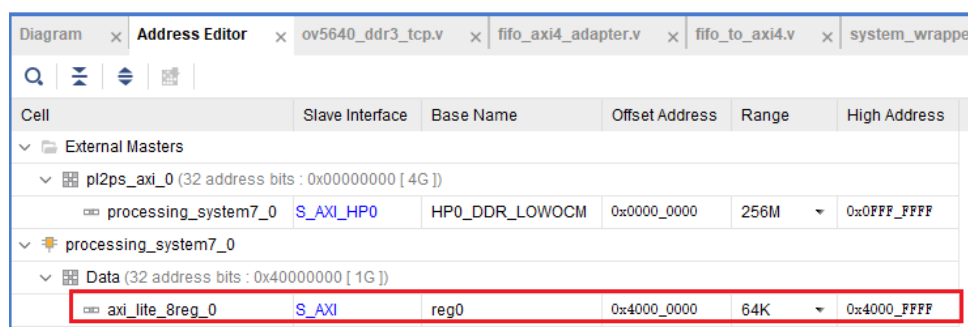 Diagram Address Editor ov5640_ddr3_tcp.v fifo_axi4_adapter.v fifo_to_axi4.v system_wrappe
Cell Slave Interface Base Name Offset Address Range High Address
External Masters
pl2ps_axi_0 (32 address bits : 0x00000000 [ 4G ])
processing_system7_0 S_AXI_HP0 HP0_DDR_LOWOCM 0x0000_0000 256M 0x0FFF_FFFF
processing_system7_0
Data (32 address bits : 0x40000000 [ 1G ])
axi_lite_8reg_0 S_AXI reg0 0x4000_0000 64K 0x4000_FFFF